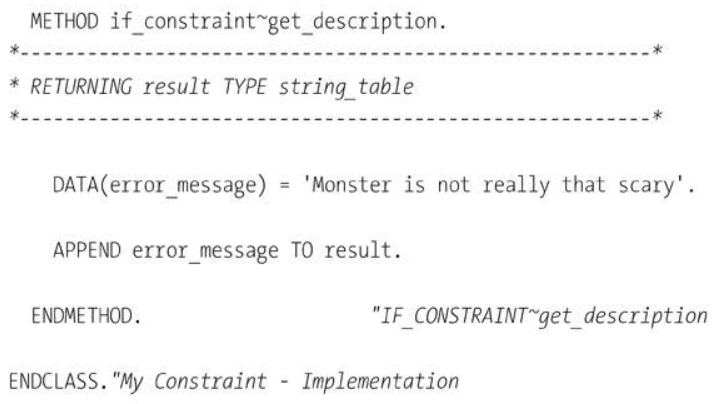 METHOD if_constraint~get_description.
*--------------------------------------------------------*
* RETURNING result TYPE string_table
*--------------------------------------------------------*
DATA(error_message) = 'Monster is not really that scary'.
APPEND error_message TO result.
ENDMETHOD. "IF_CONSTRAINT~get_description
ENDCLASS."My Constraint - Implementation